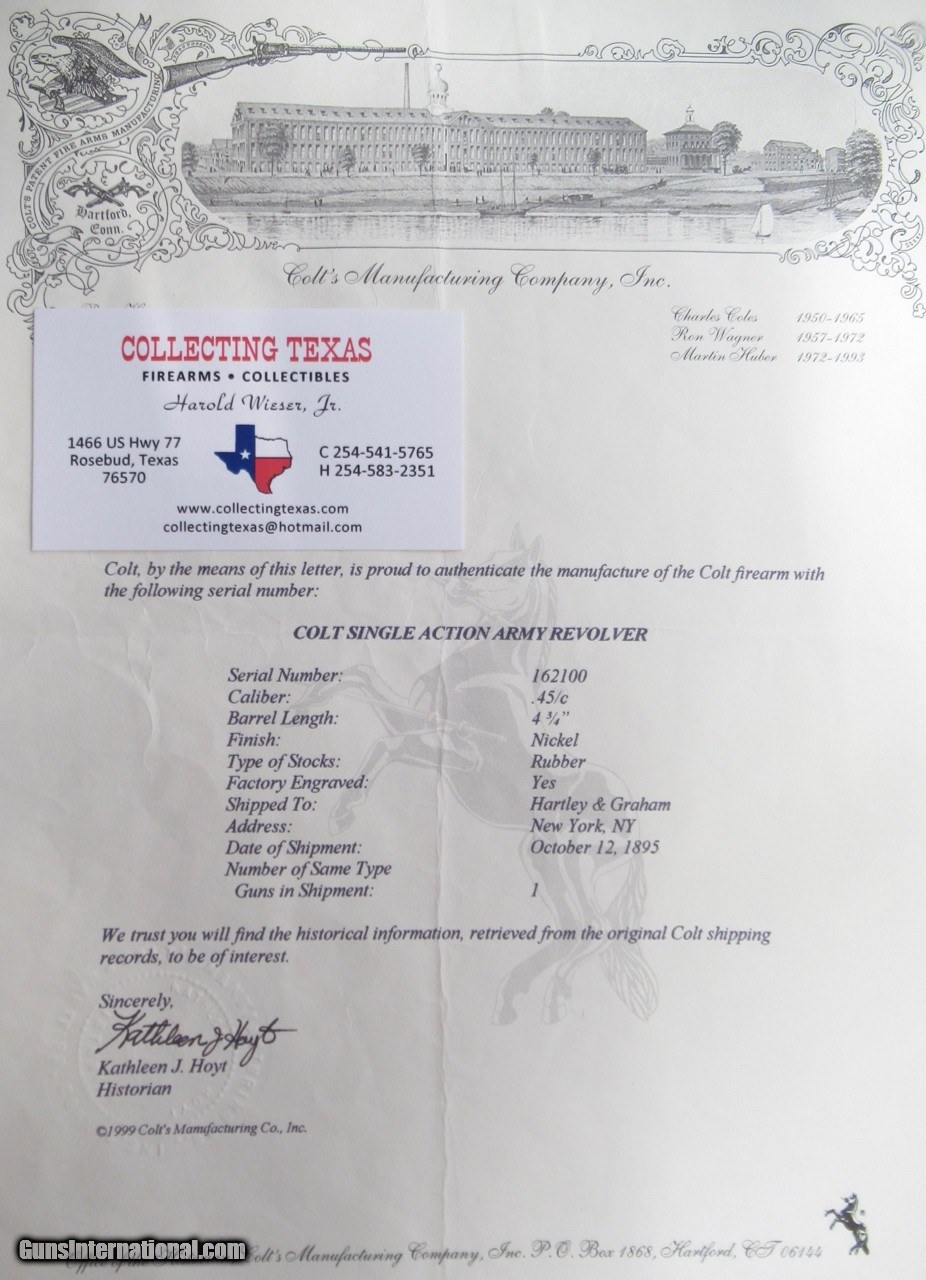 COLT'S PATENT FIRE ARMS MANUFACTURING
Hartford,
Conn.
Colt's Manufacturing Company, Inc.
Charles Coles 1950-1965
Ron Wagner 1957-1972
Martin Huber 1972-1993
COLLECTING TEXAS
FIREARMS • COLLECTIBLES
Harold Wieser, Jr.
1466 US Hwy 77
Rosebud, Texas
76570
C 254-541-5765
H 254-583-2351
www.collectingtexas.com
collectingtexas@hotmail.com
Colt, by the means of this letter, is proud to authenticate the manufacture of the Colt firearm with
the following serial number:
COLT SINGLE ACTION ARMY REVOLVER
Serial Number: 162100
Caliber: .45/c
Barrel Length: 4 ¾"
Finish: Nickel
Type of Stocks: Rubber
Factory Engraved: Yes
Shipped To: Hartley & Graham
Address: New York, NY
Date of Shipment: October 12, 1895
Number of Same Type
Guns in Shipment: 1
We trust you will find the historical information, retrieved from the original Colt shipping
records, to be of interest.
Sincerely,
Kathleen J Hoyt
Kathleen J. Hoyt
Historian
©1999 Colt's Manufacturing Co., Inc.
Colt's Manufacturing Company, Inc. P.O. Box 1868, Hartford, CT 06144
GunsInternational.com